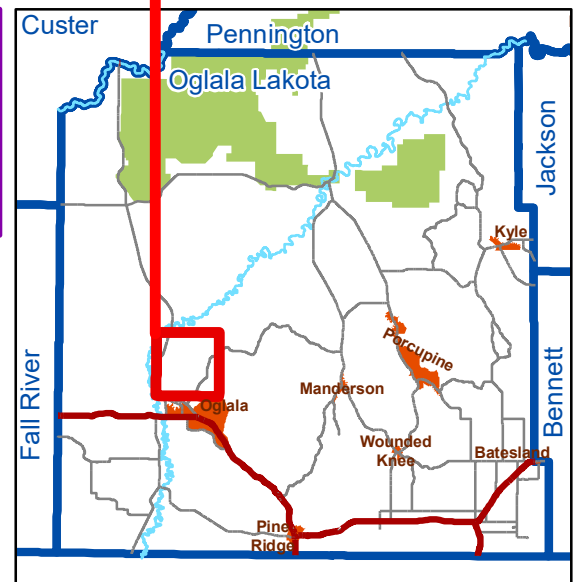 Custer
Pennington
Oglala Lakota
Jackson
Kyle
Porcupine
Fall River
Manderson
Oglala
Bennett
Wounded
Knee
Batesland
Pine
Ridge